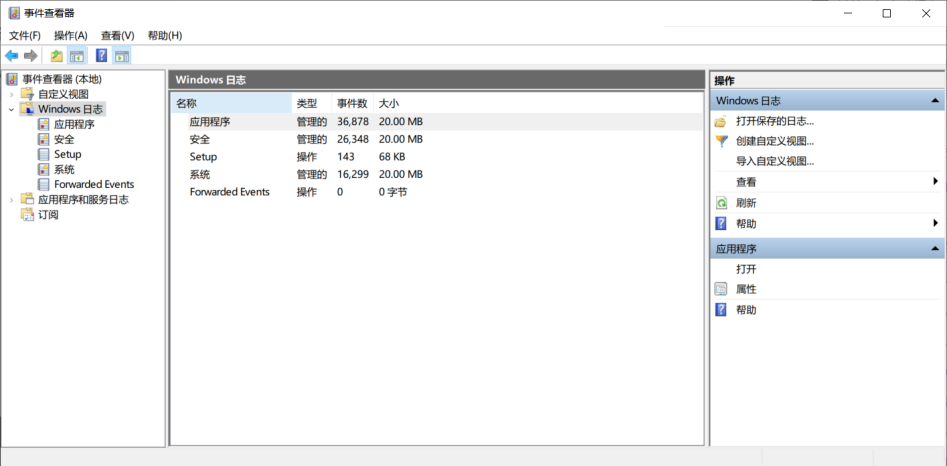 事件查看器
文件(F) 操作(A) 查看(V) 帮助(H)
事件查看器 (本地)
自定义视图
Windows 日志
应用程序
安全
Setup
系统
Forwarded Events
应用程序和服务日志
订阅
Windows 日志
名称 类型 事件数 大小
应用程序 管理的 36,878 20.00 MB
安全 管理的 26,348 20.00 MB
Setup 操作 143 68 KB
系统 管理的 16,299 20.00 MB
Forwarded Events 操作 0 0 字节
操作
Windows 日志
打开保存的日志...
创建自定义视图...
导入自定义视图...
查看
刷新
帮助
应用程序
打开
属性
帮助